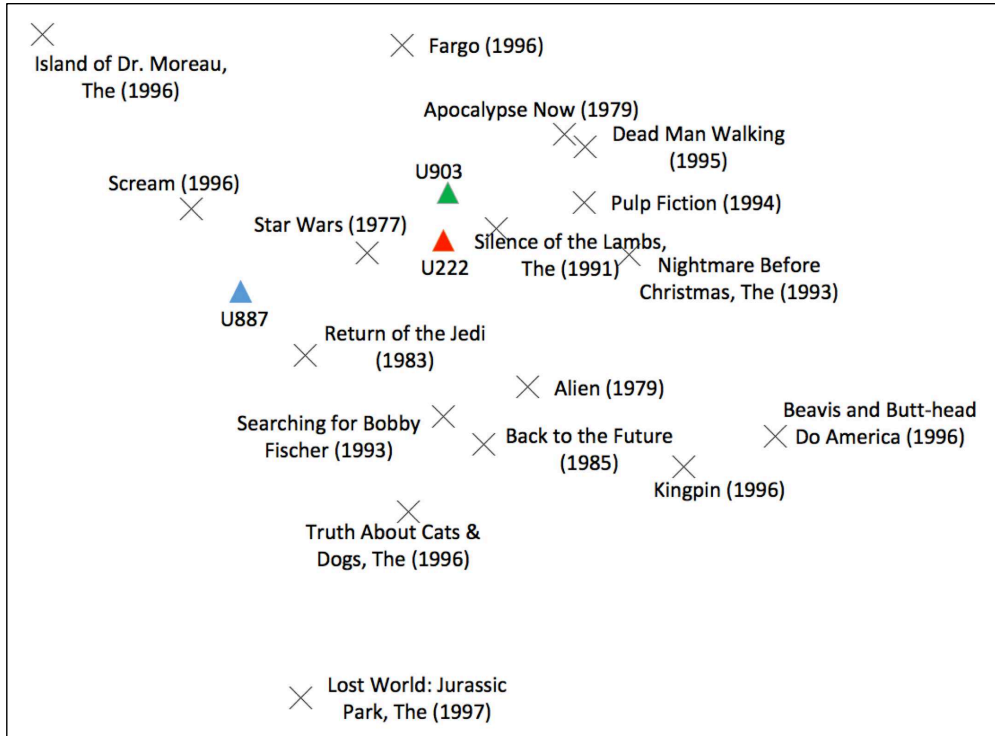 Island of Dr. Moreau,
The (1996)
Fargo (1996)
Apocalypse Now (1979)
Dead Man Walking
(1995)
U903
Scream (1996)
Pulp Fiction (1994)
Star Wars (1977)
Silence of the Lambs,
The (1991)
U222
Nightmare Before
Christmas, The (1993)
U887
Return of the Jedi
(1983)
Alien (1979)
Searching for Bobby
Fischer (1993)
Back to the Future
(1985)
Beavis and Butt-head
Do America (1996)
Kingpin (1996)
Truth About Cats &
Dogs, The (1996)
Lost World: Jurassic
Park, The (1997)